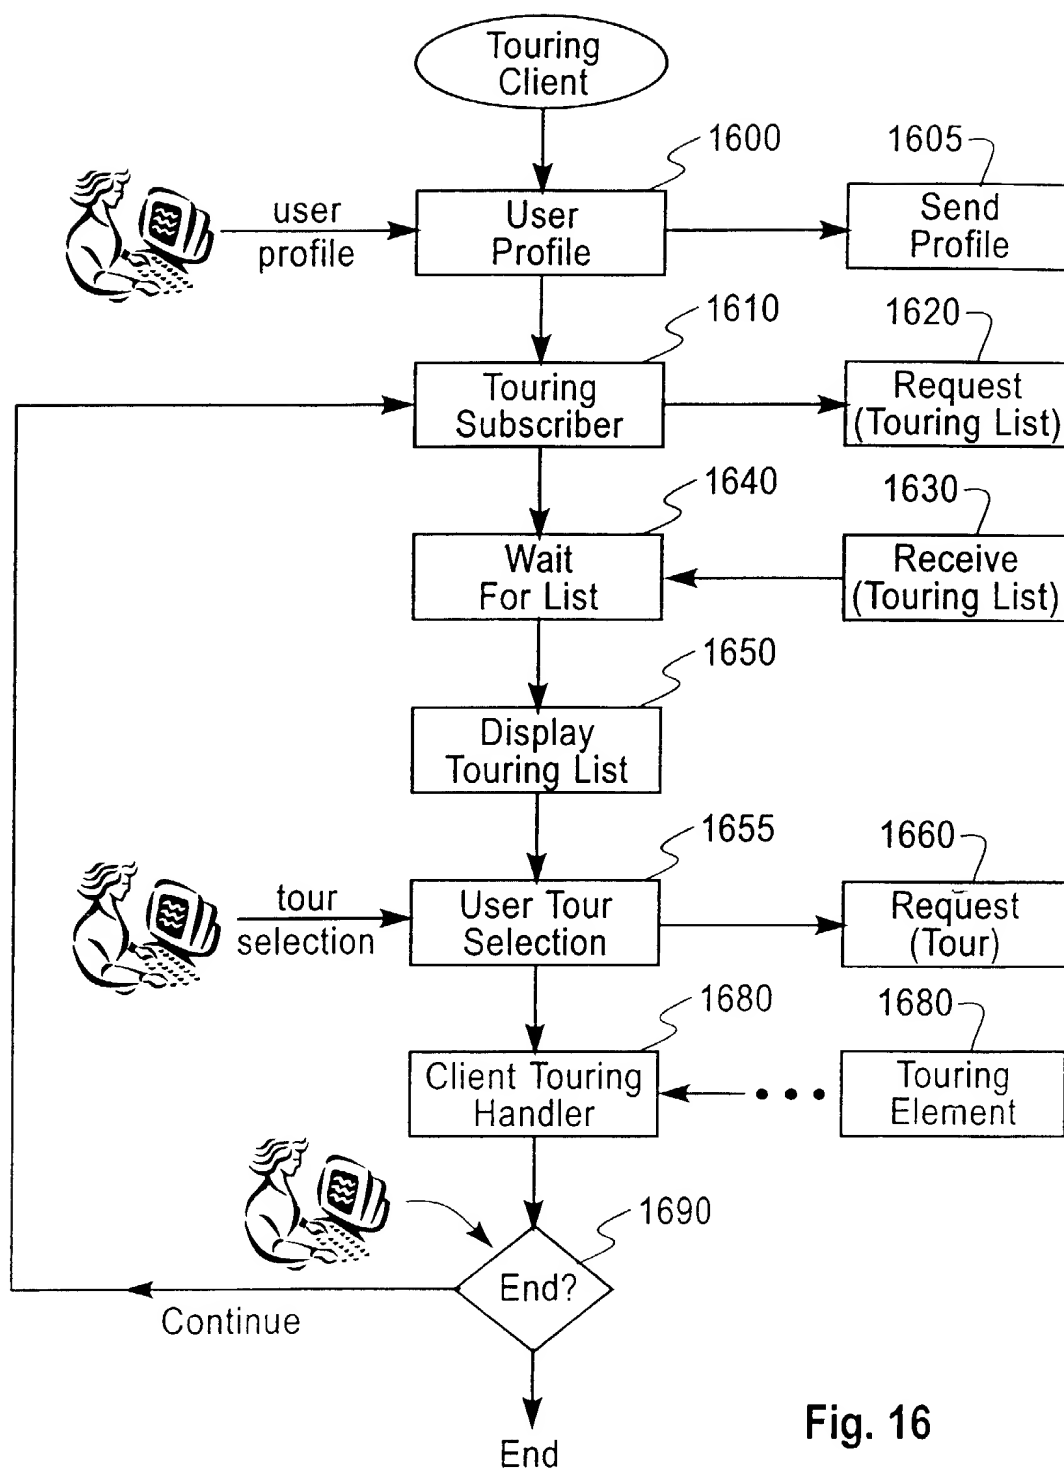 Touring
Client
1600
1605
user
profile
User
Profile
Send
Profile
1610
1620
Touring
Subscriber
Request
(Touring List)
1640
1630
Wait
For List
Receive
(Touring List)
1650
Display
Touring List
1655
1660
tour
selection
User Tour
Selection
Request
(Tour)
1680
1680
Client Touring
Handler
Touring
Element
1690
End?
Continue
End
Fig. 16